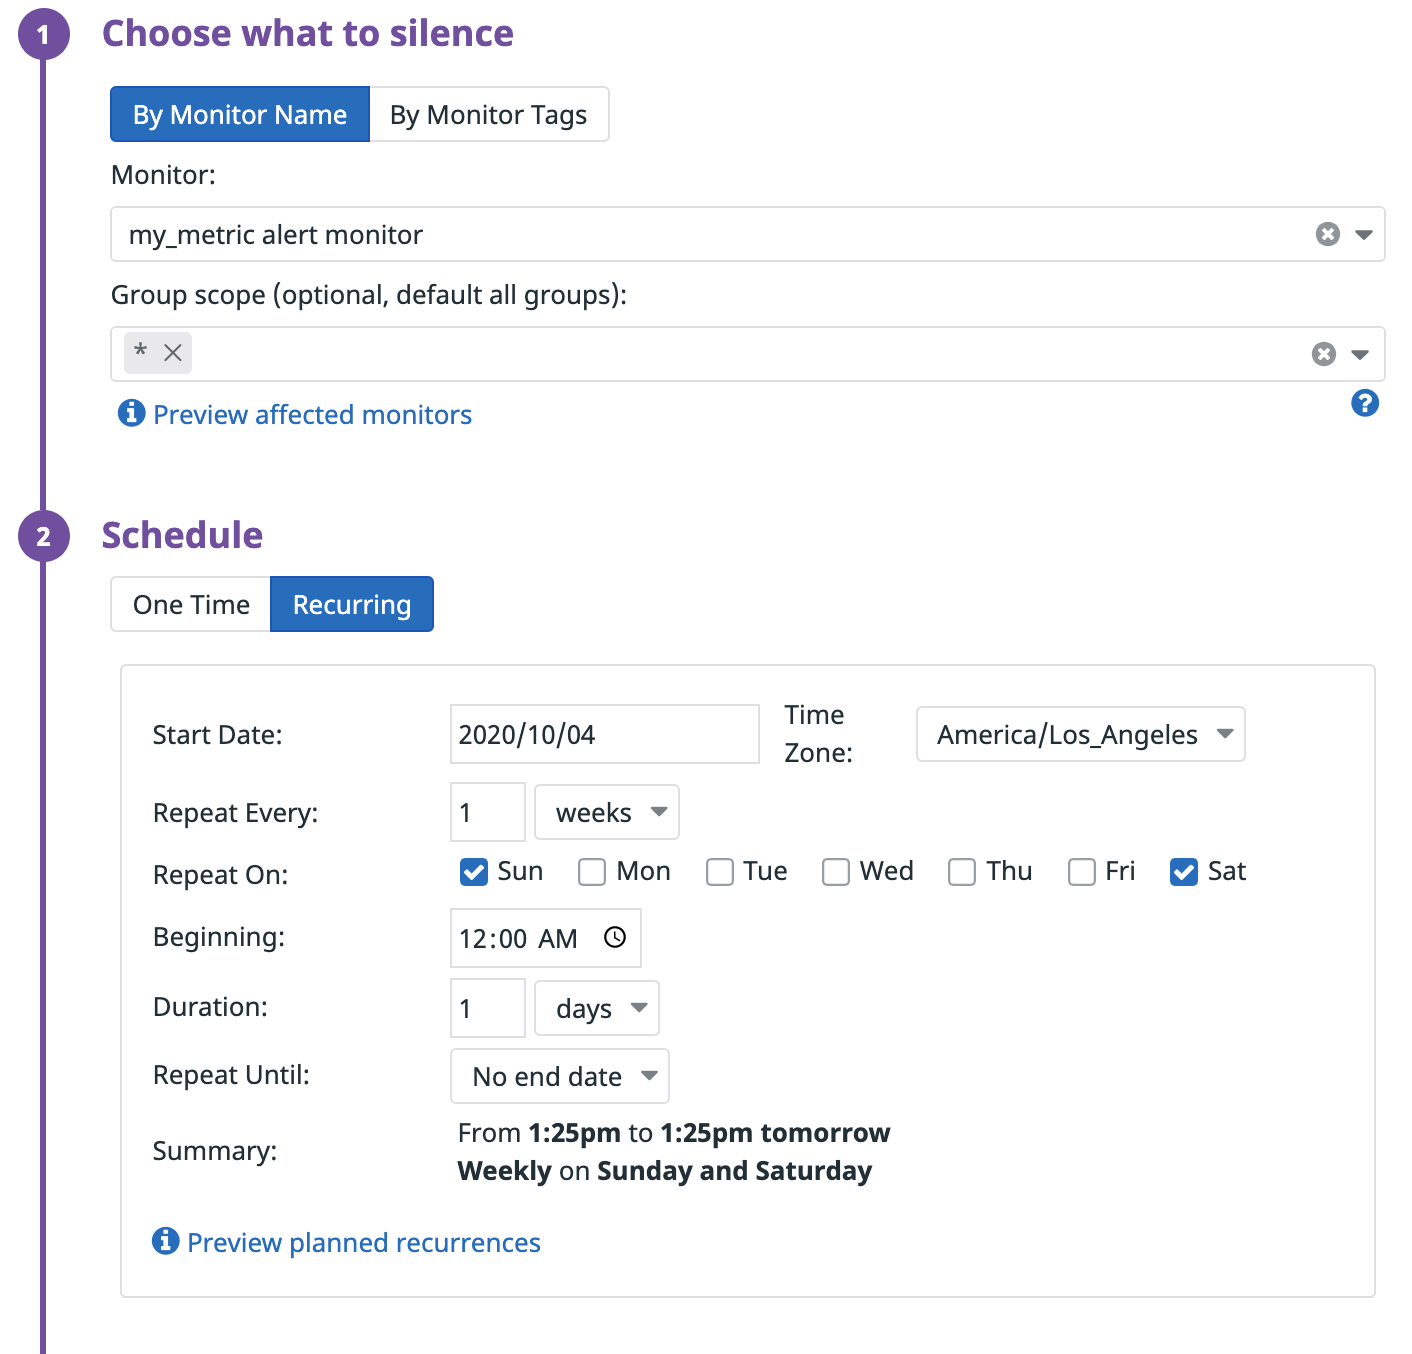 1 Choose what to silence
By Monitor Name By Monitor Tags
Monitor:
my_metric alert monitor
Group scope (optional, default all groups):
*
Preview affected monitors
2 Schedule
One Time Recurring
Start Date: 2020/10/04 Time Zone: America/Los_Angeles
Repeat Every: 1 weeks
Repeat On: Sun Mon Tue Wed Thu Fri Sat
Beginning: 12:00 AM
Duration: 1 days
Repeat Until: No end date
Summary: From 1:25pm to 1:25pm tomorrow
Weekly on Sunday and Saturday
Preview planned recurrences